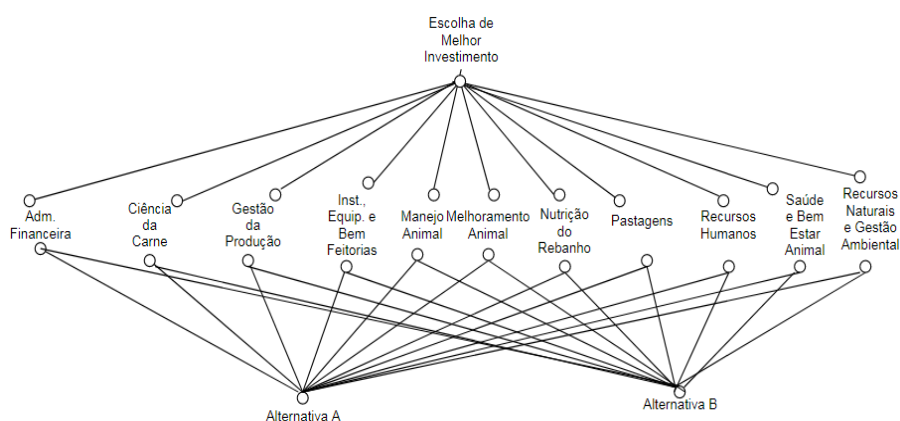 Escolha de
Melhor
Investimento
Adm.
Financeira
Ciência
da
Carne
Gestão
da
Produção
Inst.,
Equip. e
Bem
Feitorias
Manejo
Animal
Melhoramento
Animal
Nutrição
do
Rebanho
Pastagens
Recursos
Humanos
Saúde
e Bem
Estar
Animal
Recursos
Naturais
e Gestão
Ambiental
Alternativa A
Alternativa B